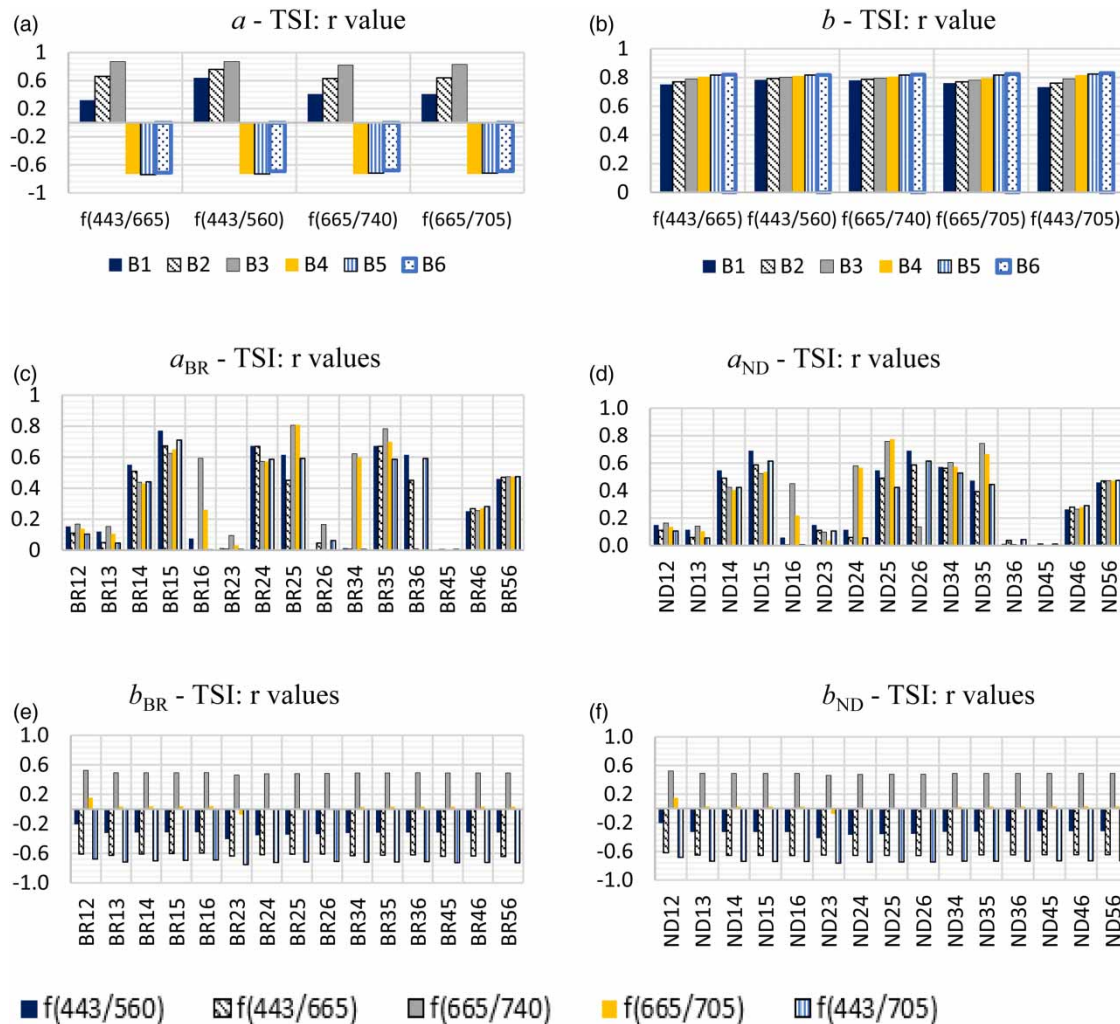 (a) a - TSI: r value
1
0.6
0.2
-0.2
-0.6
-1
f(443/665) f(443/560) f(665/740) f(665/705)
B1 B2 B3 B4 B5 B6
(b) b - TSI: r value
1
0.8
0.6
0.4
0.2
0
f(443/665) f(443/560) f(665/740) f(665/705) f(443/705)
B1 B2 B3 B4 B5 B6
(c) aBR - TSI: r values
1
0.8
0.6
0.4
0.2
0
BR12 BR13 BR14 BR15 BR16 BR23 BR24 BR25 BR26 BR34 BR35 BR36 BR45 BR46 BR56
(d) aND - TSI: r values
1.0
0.8
0.6
0.4
0.2
0.0
ND12 ND13 ND14 ND15 ND16 ND23 ND24 ND25 ND26 ND34 ND35 ND36 ND45 ND46 ND56
(e) bBR - TSI: r values
1.0
0.6
0.2
-0.2
-0.6
-1.0
BR12 BR13 BR14 BR15 BR16 BR23 BR24 BR25 BR26 BR34 BR35 BR36 BR45 BR46 BR56
(f) bND - TSI: r values
1.0
0.6
0.2
-0.2
-0.6
-1.0
ND12 ND13 ND14 ND15 ND16 ND23 ND24 ND25 ND26 ND34 ND35 ND36 ND45 ND46 ND56
f(443/560) f(443/665) f(665/740) f(665/705) f(443/705)